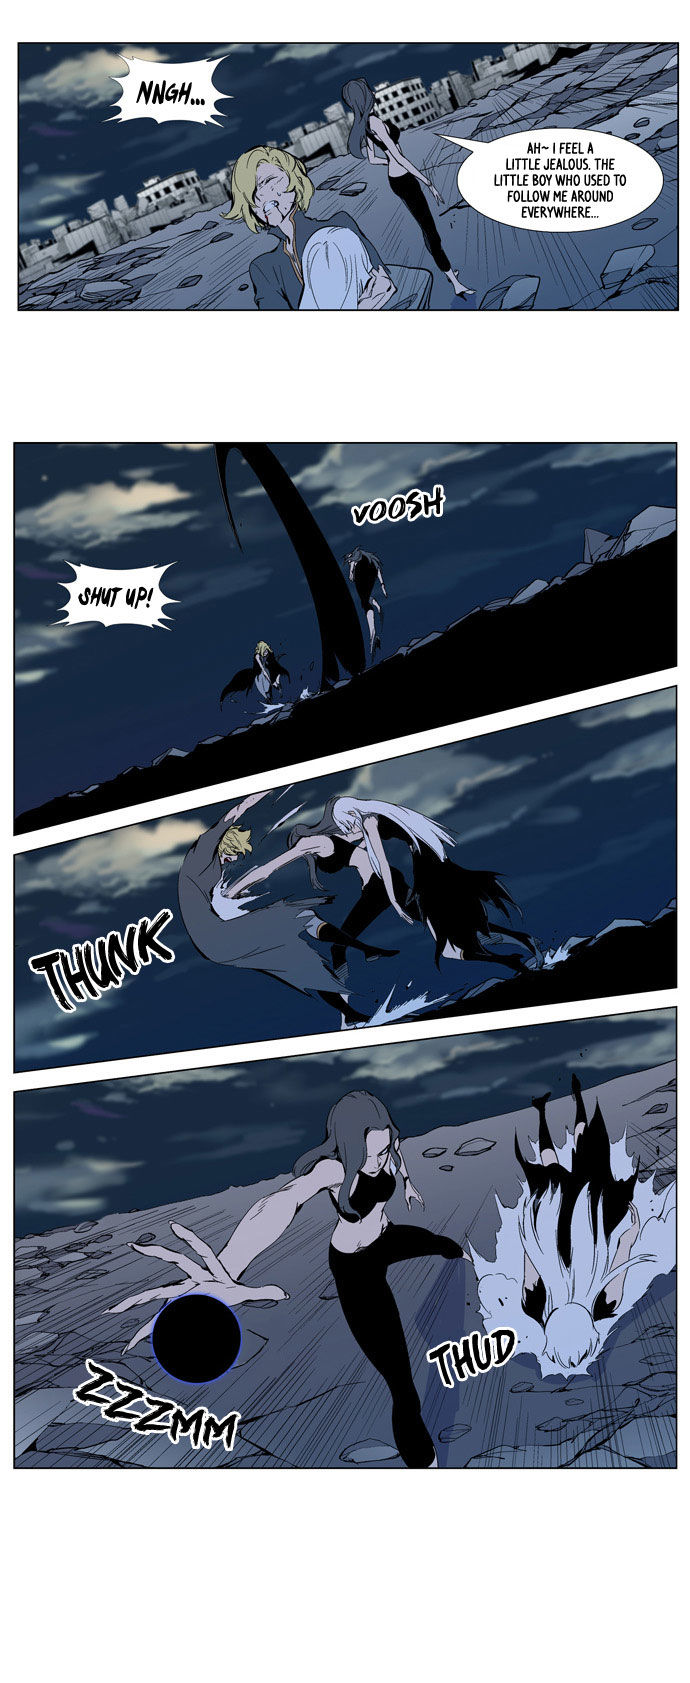 NNGH...
AH~ I FEEL A
LITTLE JEALOUS. THE
LITTLE BOY WHO USED TO
FOLLOW ME AROUND
EVERYWHERE...
VOOSH
SHUT UP!
THUNK
THUD
ZZZMM